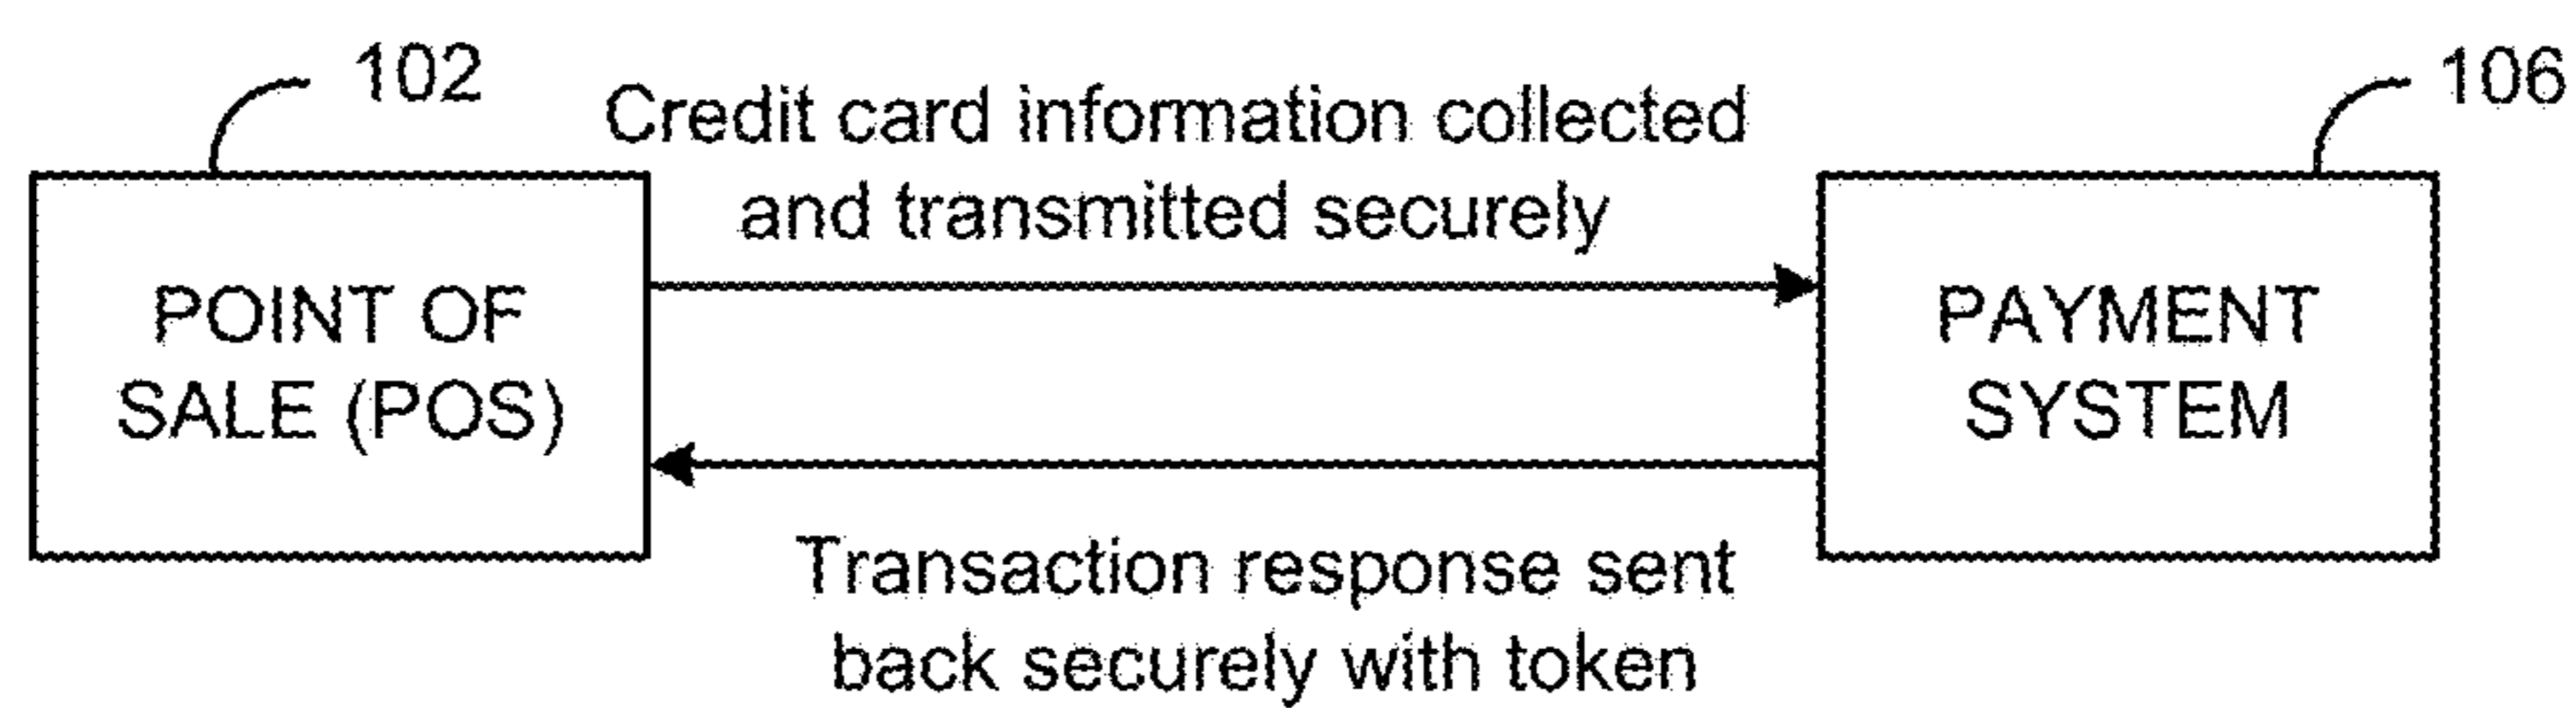 102
106
Credit card information collected
and transmitted securely
POINT OF
SALE (POS)
PAYMENT
SYSTEM
Transaction response sent
back securely with token